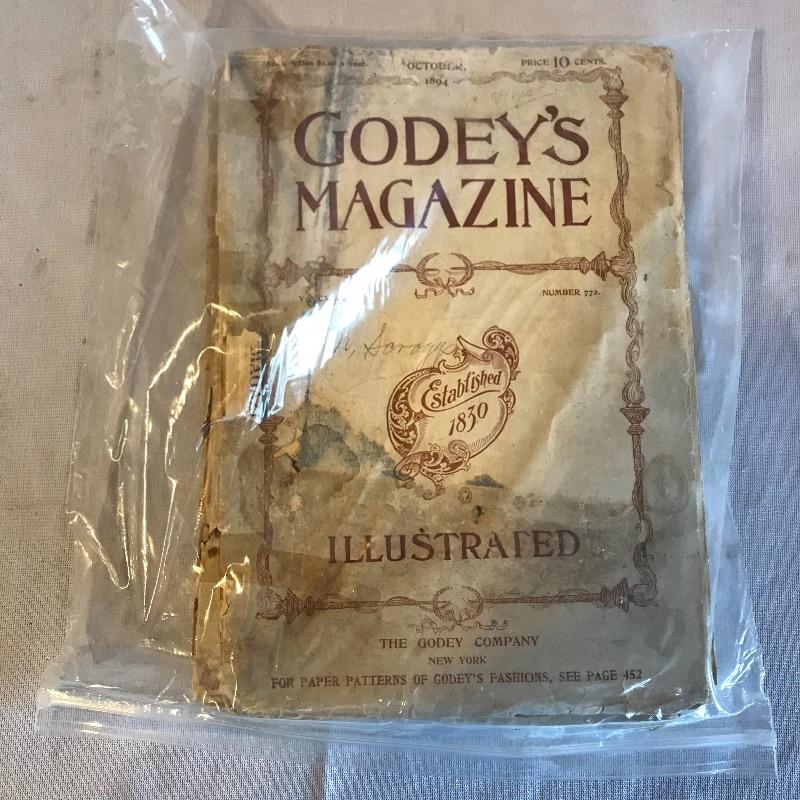 OCTOBER,
1894
PRICE 10 CENTS.
GODEY'S
MAGAZINE
NUMBER 772.
Established
1830
ILLUSTRATED
THE GODEY COMPANY
NEW YORK
FOR PAPER PATTERNS OF GODEY'S FASHIONS, SEE PAGE 452